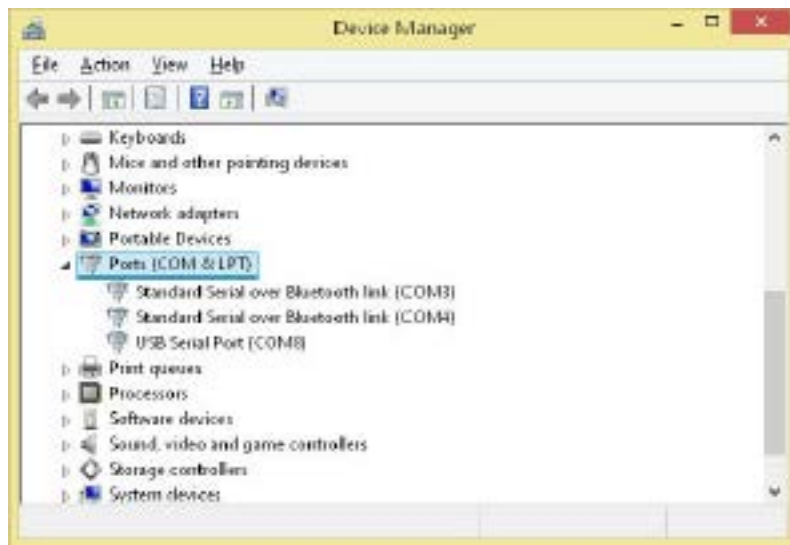 Device Manager
File Action View Help
Keyboards
Mice and other pointing devices
Monitors
Network adapters
Portable Devices
Ports (COM & LPT)
Standard Serial over Bluetooth link (COM3)
Standard Serial over Bluetooth link (COM4)
USB Serial Port (COM8)
Print queues
Processors
Software devices
Sound, video and game controllers
Storage controllers
System devices